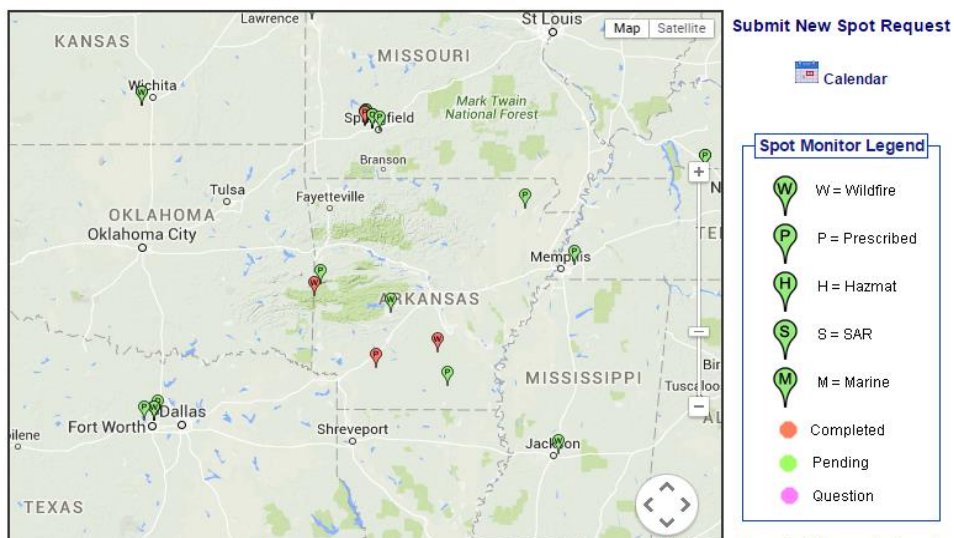 Lawrence
St Louis
Map
Satellite
Submit New Spot Request
KANSAS
MISSOURI
Wichita
W
Calendar
Mark Twain
National Forest
P
P
Branson
Spot Monitor Legend
P
Tulsa
Fayetteville
P
W
W = Wildfire
OKLAHOMA
Oklahoma City
P
P = Prescribed
Memphis
P
P
H
H = Hazmat
W
ARKANSAS
W
S
S = SAR
W
P
P
MISSISSIPPI
M
M = Marine
P
W
Dallas
Fort Worth
Shreveport
Jackson
W
Completed
Pending
Question
TEXAS